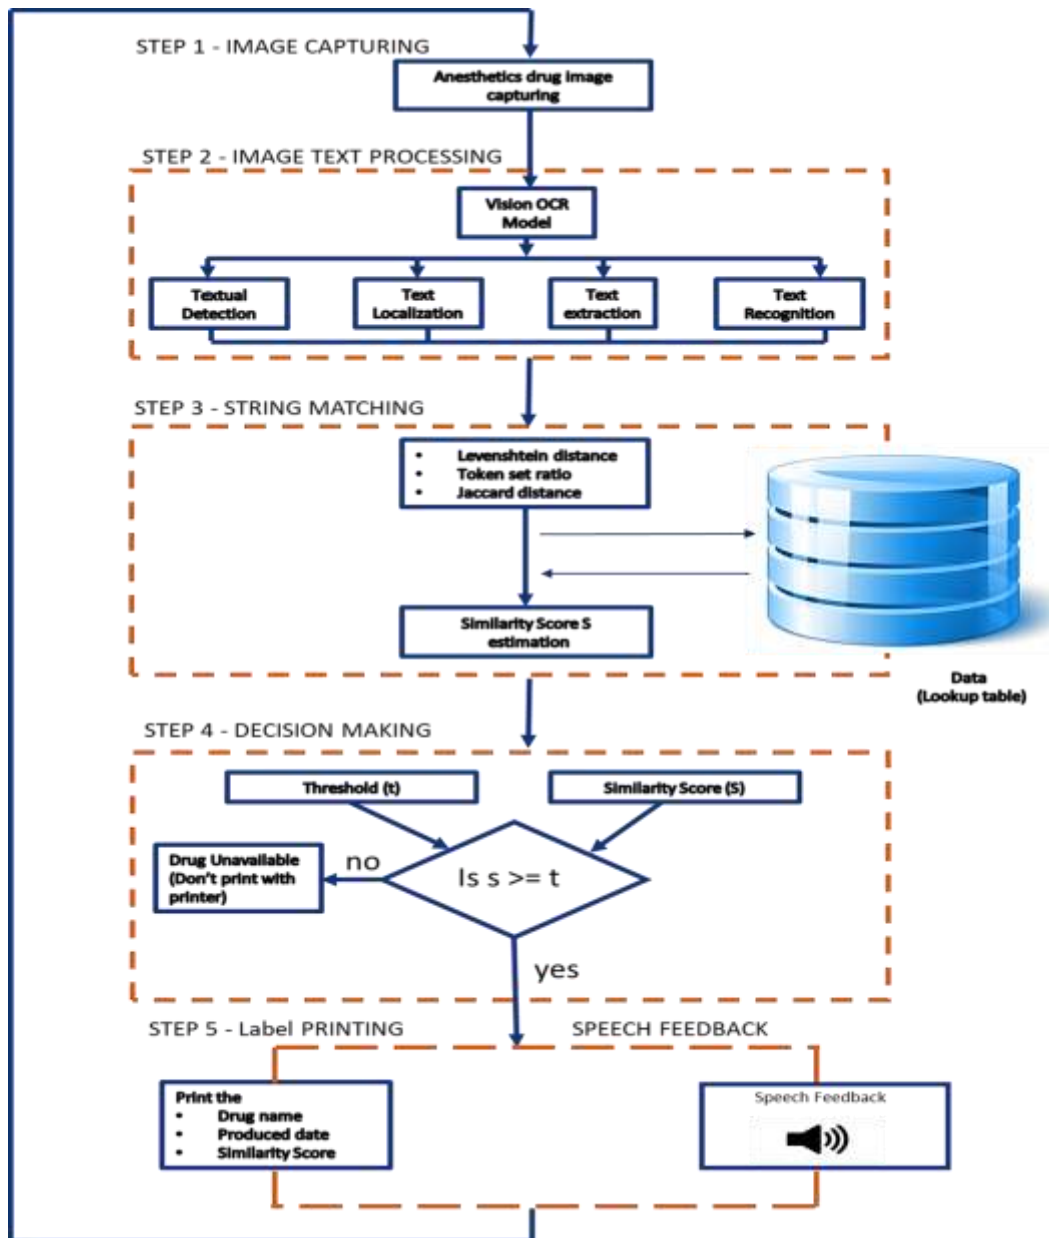 STEP 1 - IMAGE CAPTURING
Anesthetics drug image
capturing
STEP 2 - IMAGE TEXT PROCESSING
Vision OCR
Model
Textual
Detection
Text
Localization
Text
extraction
Text
Recognition
STEP 3 - STRING MATCHING
• Levenshtein distance
• Token set ratio
• Jaccard distance
Similarity Score S
estimation
Data
(Lookup table)
STEP 4 - DECISION MAKING
Threshold (t)
Similarity Score (S)
Drug Unavailable
(Don't print with
printer)
no
Is s >= t
yes
STEP 5 - Label PRINTING
SPEECH FEEDBACK
Print the
• Drug name
• Produced date
• Similarity Score
Speech Feedback